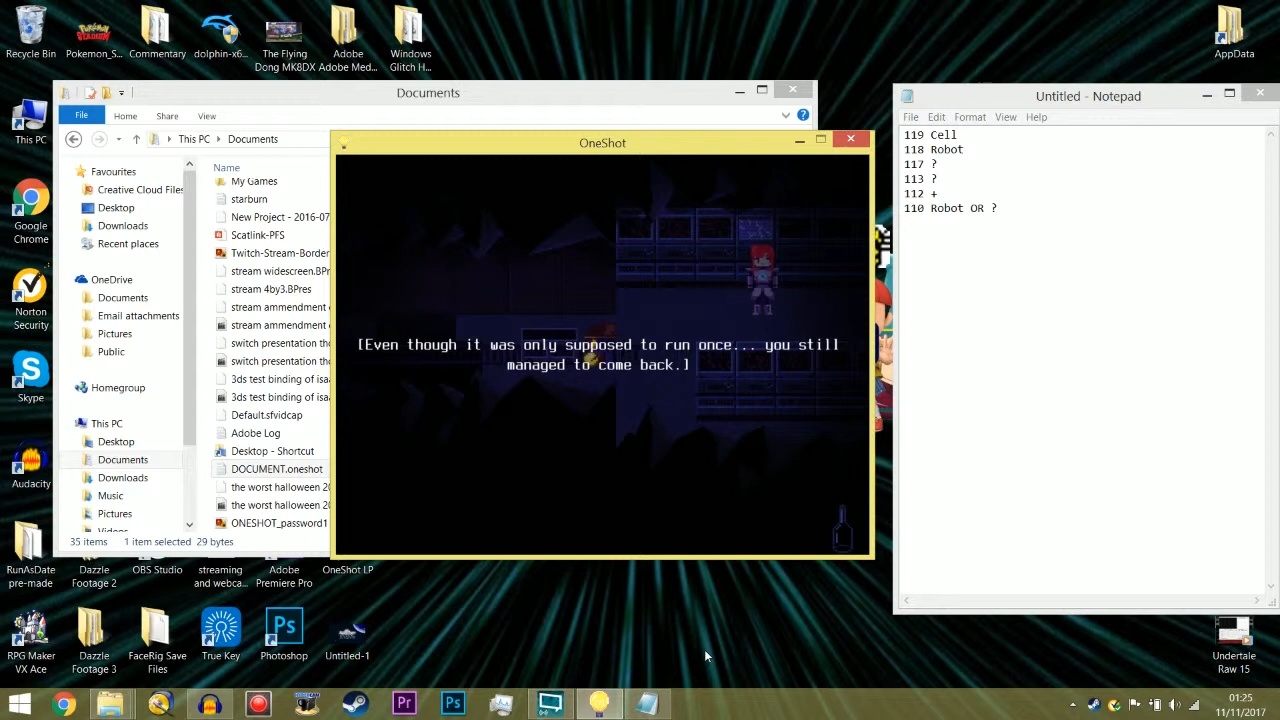 Recycle Bin
Pokemon_S...
Commentary
dolphin-x6...
The Flying
Dong MK8DX
Adobe
Adobe Med...
Windows
Glitch H...
AppData
Documents
File
Home
Share
View
This PC
Documents
Favourites
Creative Cloud Files
Desktop
Downloads
Recent places
OneDrive
Documents
Email attachments
Pictures
Public
Homegroup
This PC
Desktop
Documents
Downloads
Music
Pictures
Videos
Name
My Games
starburn
New Project - 2016-07
Scatlink-PFS
Twitch-Stream-Border
stream widescreen.BPr
stream 4by3.BPres
stream ammendment
stream ammendment
switch presentation th
switch presentation th
3ds test binding of isa
3ds test binding of isa
Default.sfvidcap
Adobe Log
Desktop - Shortcut
DOCUMENT.oneshot
the worst halloween 20
the worst halloween 20
ONESHOT_password1
35 items
1 item selected
29 bytes
OneShot
[Even though it was only supposed to run once... you still
managed to come back.]
Untitled - Notepad
File
Edit
Format
View
Help
119 Cell
118 Robot
117 ?
113 ?
112 +
110 Robot OR ?
This PC
Google
Chrome
Norton
Security
Skype
Audacity
RunAsDate
pre-made
Dazzle
Footage 2
OBS Studio
streaming
and webca...
Adobe
Premiere Pro
OneShot LP
RPG Maker
VX Ace
Dazzle
Footage 3
FaceRig Save
Files
True Key
Ps
Photoshop
Untitled-1
Undertale
Raw 15
Pr
Ps
01:25
11/11/2017